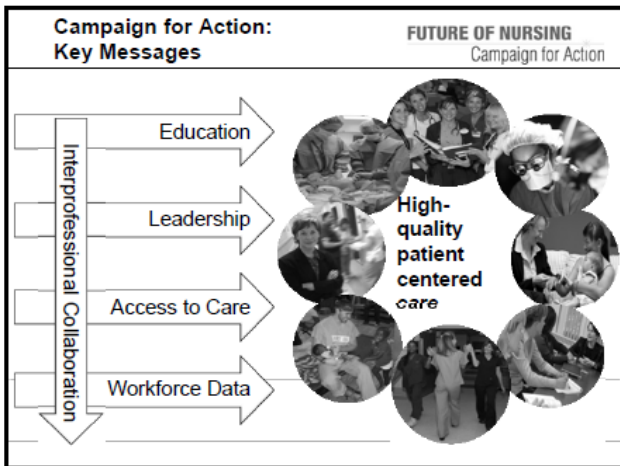 Campaign for Action:
Key Messages
FUTURE OF NURSING
Campaign for Action
Interprofessional Collaboration
Education
Leadership
Access to Care
Workforce Data
High-
quality
patient
centered
care